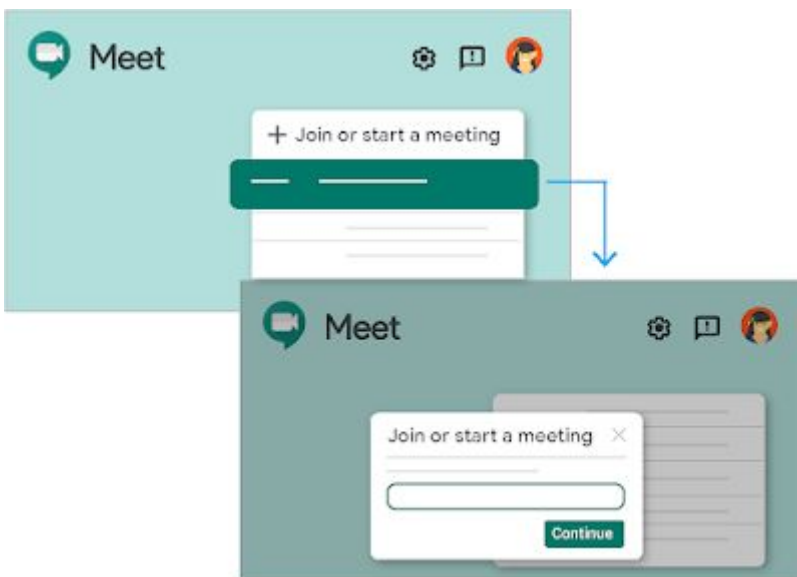 Meet
+ Join or start a meeting
Meet
Join or start a meeting
Continue